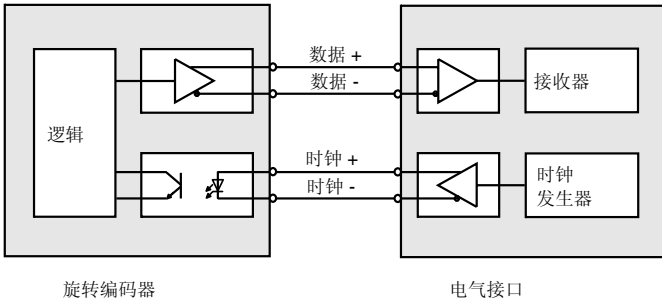 数据 +
数据 -
逻辑
接收器
时钟 +
时钟 -
时钟
发生器
旋转编码器
电气接口